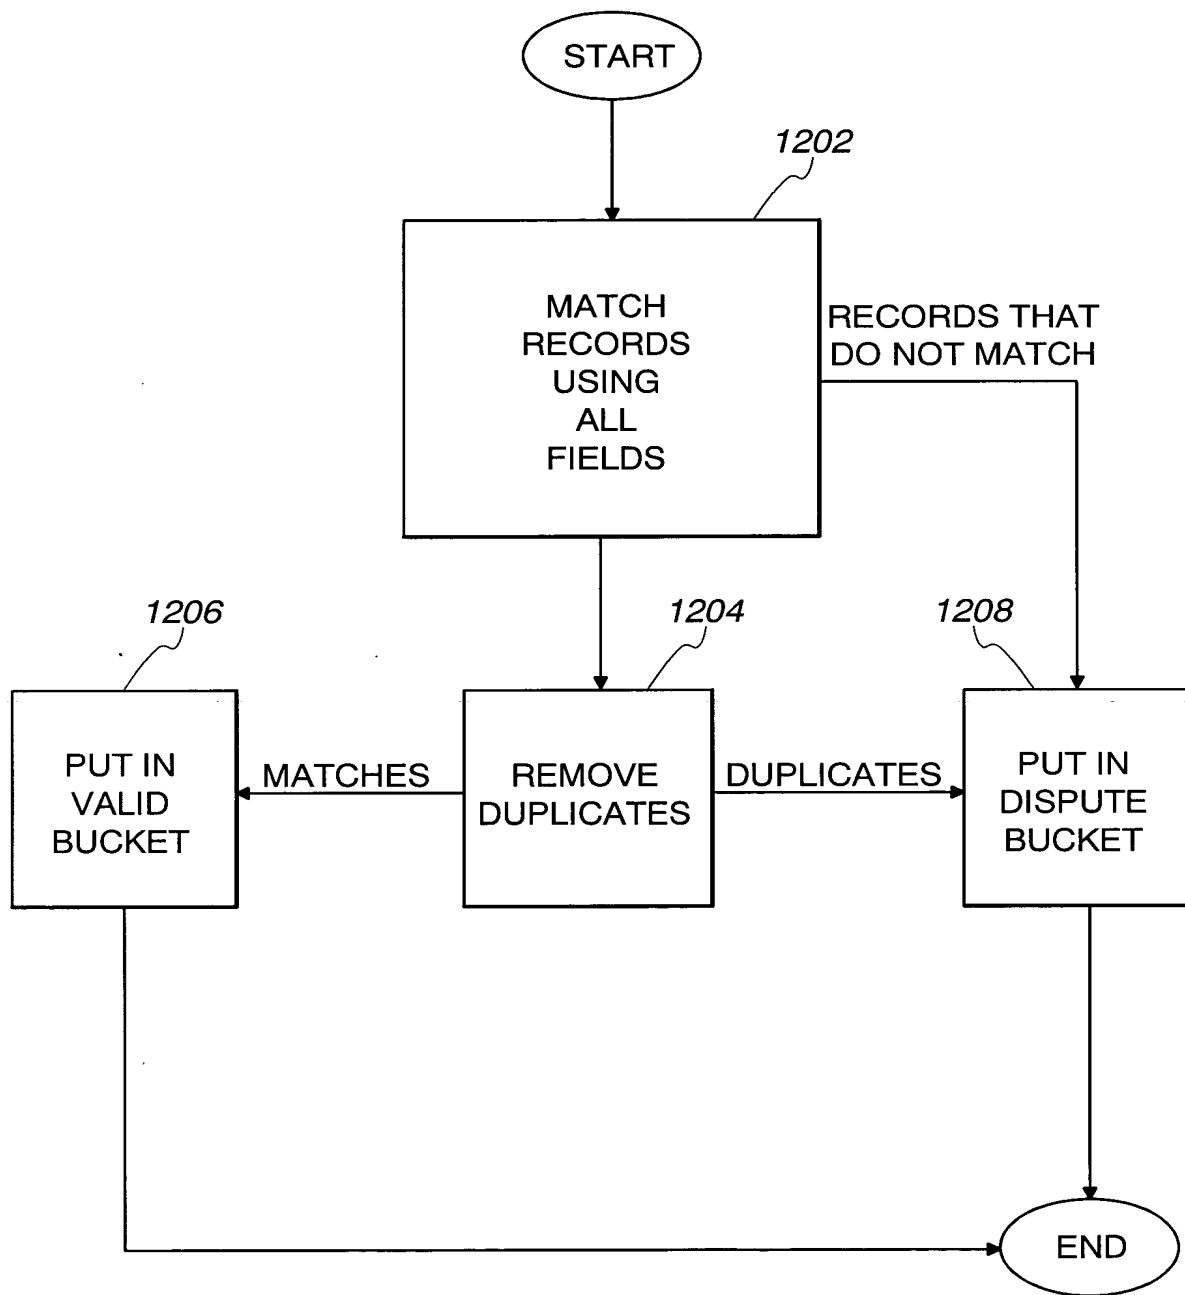 START
1202
MATCH
RECORDS
USING
ALL
FIELDS
RECORDS THAT
DO NOT MATCH
1206
1204
1208
PUT IN
VALID
BUCKET
MATCHES
REMOVE
DUPLICATES
DUPLICATES
PUT IN
DISPUTE
BUCKET
END